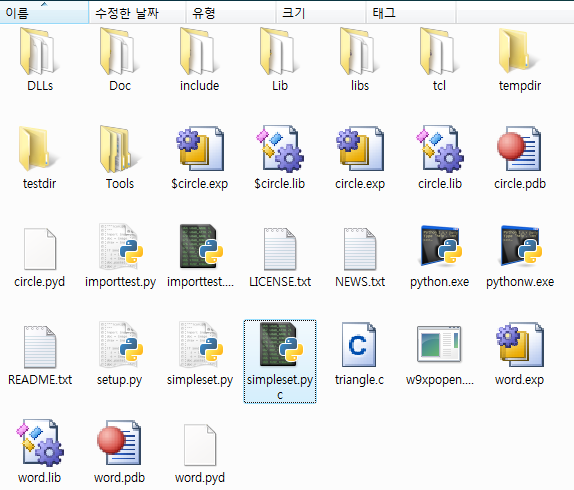 이름 수정한 날짜 유형 크기 태그
DLLs Doc include Lib libs tcl tempdir
testdir Tools $circle.exp $circle.lib circle.exp circle.lib circle.pdb
circle.pyd importtest.py importtest.... LICENSE.txt NEWS.txt python.exe pythonw.exe
README.txt setup.py simpleset.py simpleset.py triangle.c w9xpopen.... word.exp
c
word.lib word.pdb word.pyd